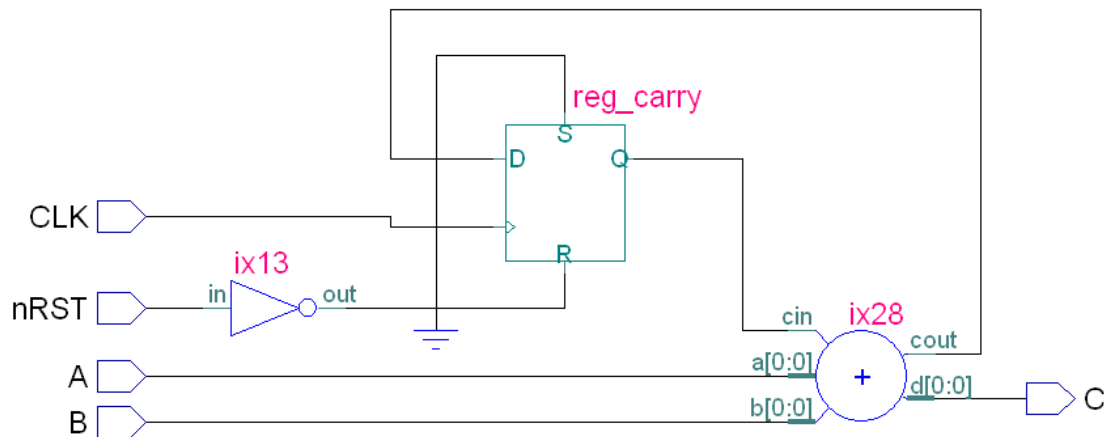 reg_carry
S
D
Q
CLK
R
ix13
nRST
in
out
cin
ix28
cout
A
a[0:0]
+
d[0:0]
C
B
b[0:0]